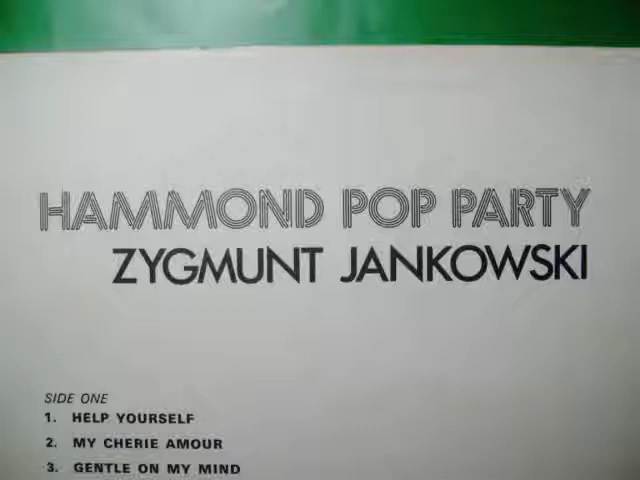 HAMMOND POP PARTY
ZYGMUNT JANKOWSKI
SIDE ONE
1. HELP YOURSELF
2. MY CHERIE AMOUR
3. GENTLE ON MY MIND